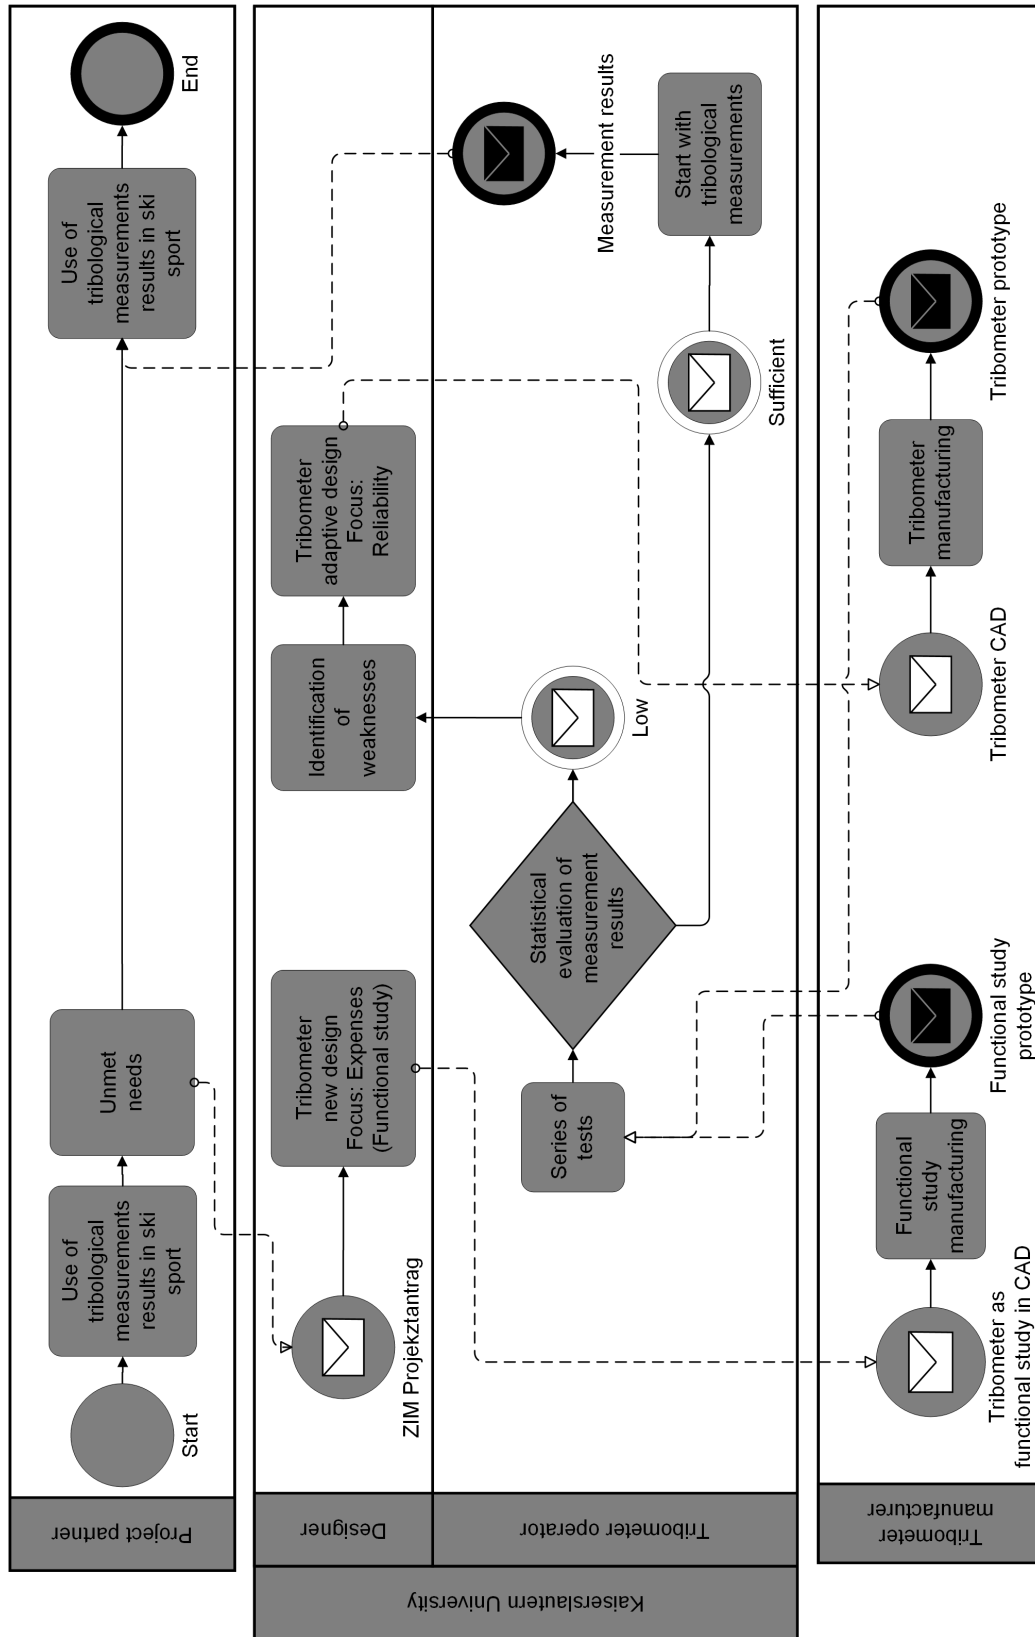 Project partner
Start
Use of
tribological
measurements
results in ski
sport
Unmet
needs
Use of
tribological
measurements
results in ski
sport
End
Kaiserslautern University
Designer
ZIM Projekztantrag
Tribometer
new design
Focus: Expenses
(Functional study)
Identification
of
weaknesses
Tribometer
adaptive design
Focus:
Reliability
Tribometer operator
Series of
tests
Statistical
evaluation of
measurement
results
Low
Sufficient
Start with
tribological
measurements
Measurement results
Tribometer
manufacturer
Tribometer as
functional study in CAD
Functional
study
manufacturing
Functional study
prototype
Tribometer CAD
Tribometer
manufacturing
Tribometer prototype